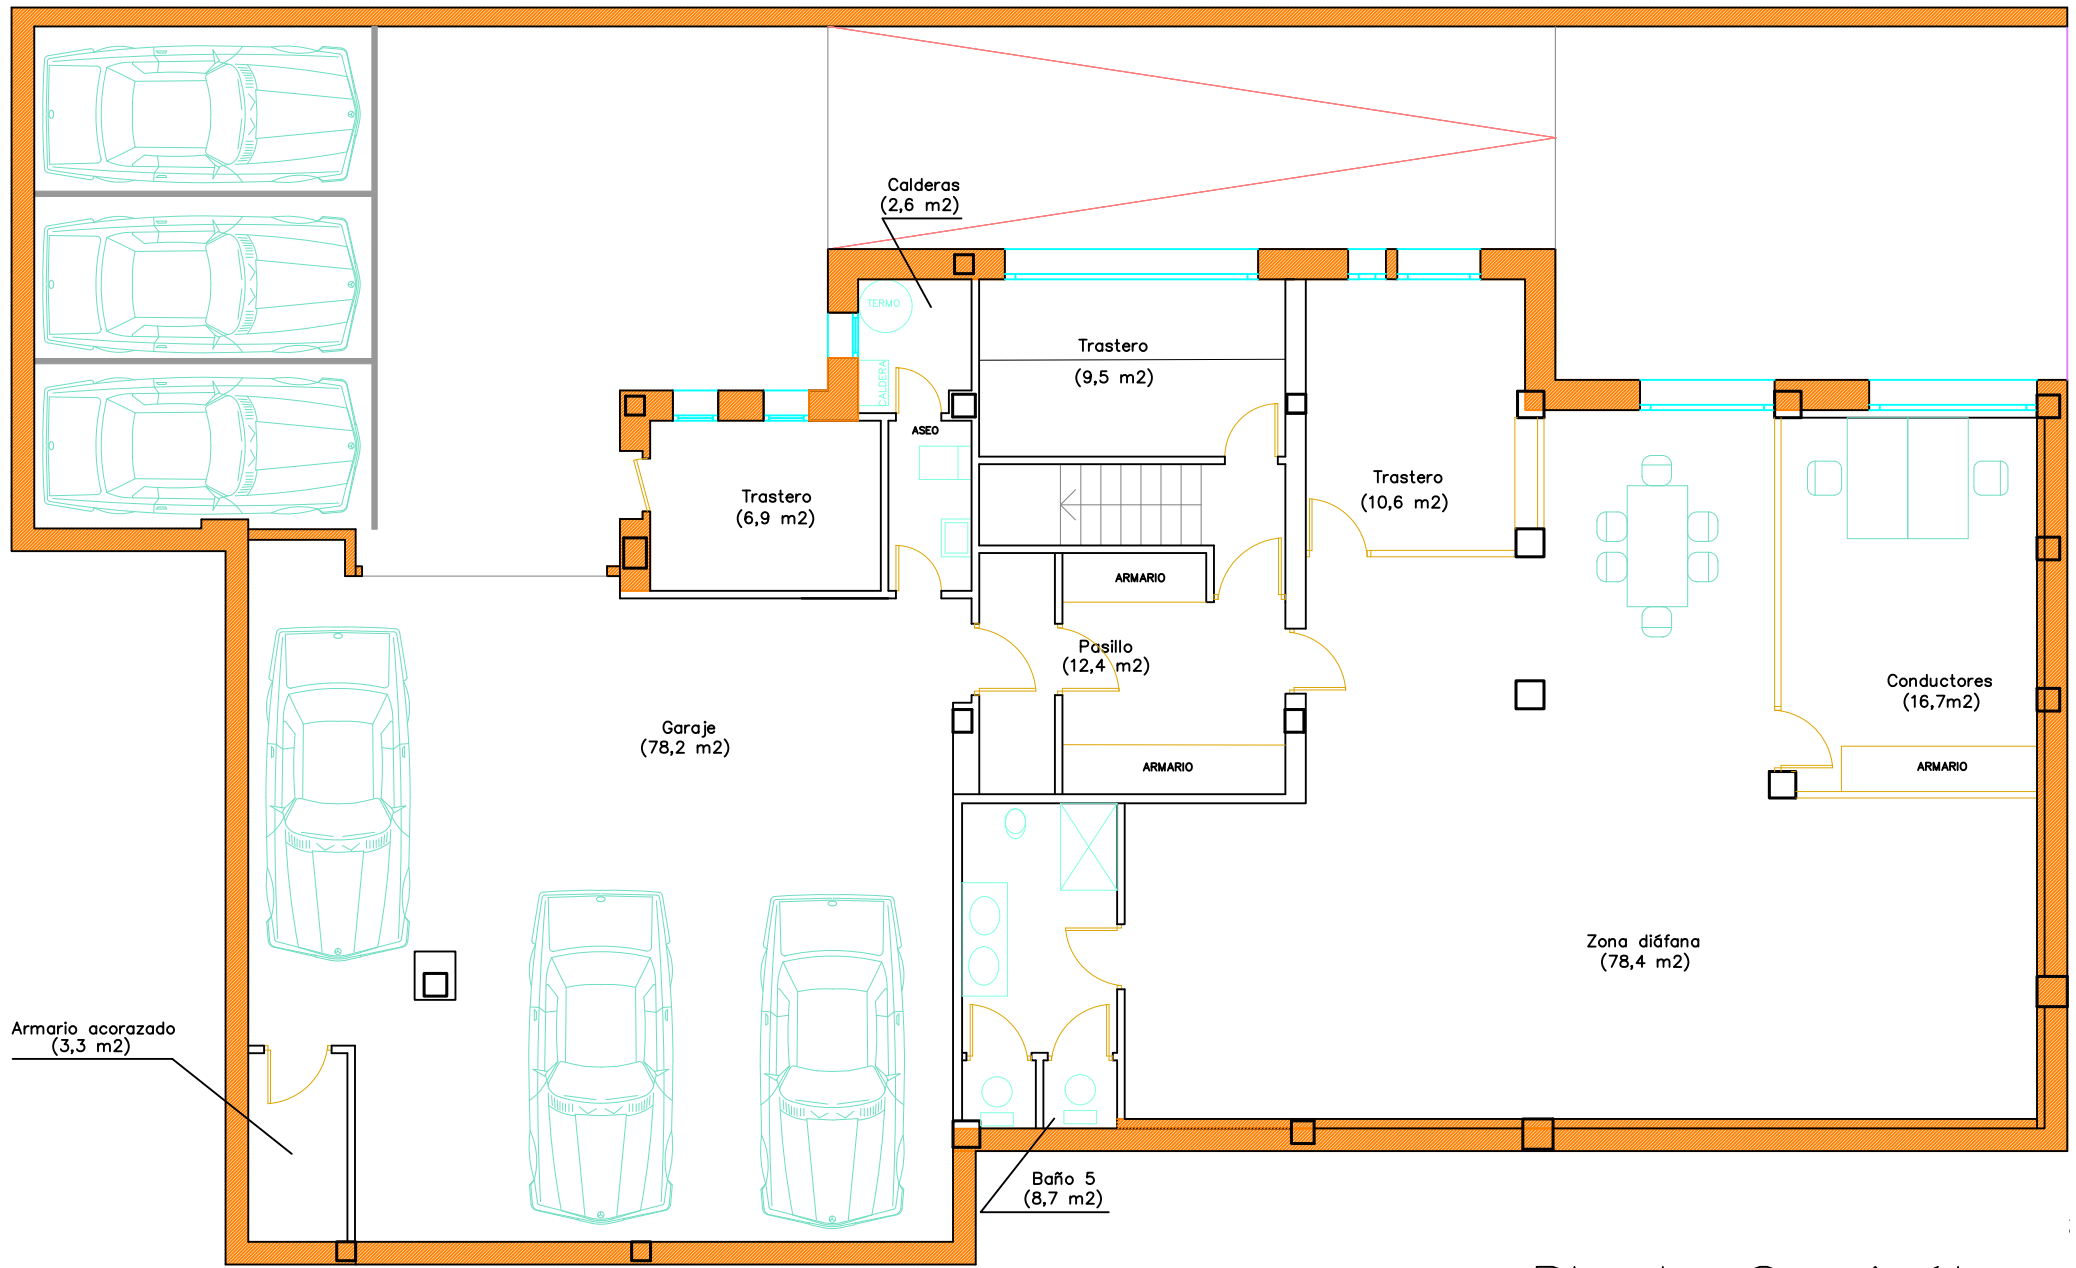 Calderas
(2,6 m2)
TERMO
CALDERA
Trastero
(9,5 m2)
ASEO
Trastero
(6,9 m2)
Trastero
(10,6 m2)
ARMARIO
Pasillo
(12,4 m2)
ARMARIO
Conductores
(16,7m2)
ARMARIO
Garaje
(78,2 m2)
Zona diáfana
(78,4 m2)
Armario acorazado
(3,3 m2)
Baño 5
(8,7 m2)